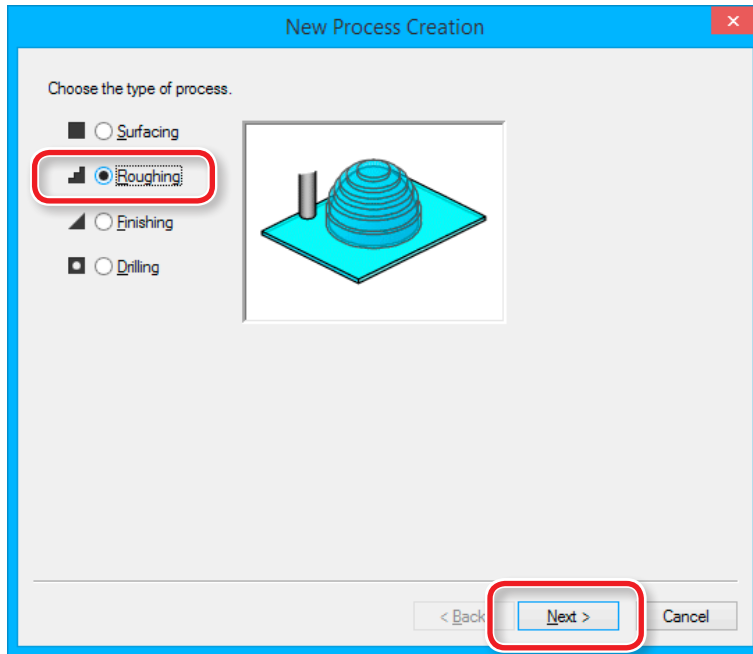 New Process Creation
Choose the type of process.
Surfacing
Roughing
Finishing
Drilling
< Back
Next >
Cancel